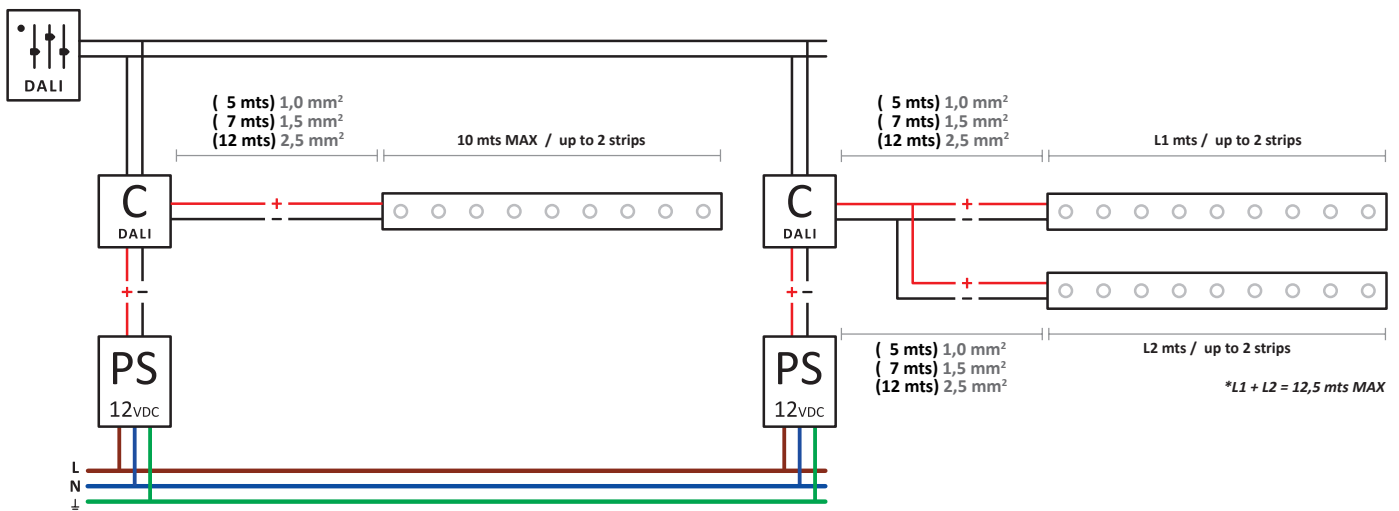 DALI
( 5 mts) 1,0 mm²
( 7 mts) 1,5 mm²
(12 mts) 2,5 mm²
10 mts MAX / up to 2 strips
( 5 mts) 1,0 mm²
( 7 mts) 1,5 mm²
(12 mts) 2,5 mm²
L1 mts / up to 2 strips
C
DALI
+
–
C
DALI
+
–
+
–
+ –
+ –
PS
12VDC
PS
12VDC
( 5 mts) 1,0 mm²
( 7 mts) 1,5 mm²
(12 mts) 2,5 mm²
L2 mts / up to 2 strips
*L1 + L2 = 12,5 mts MAX
L
N